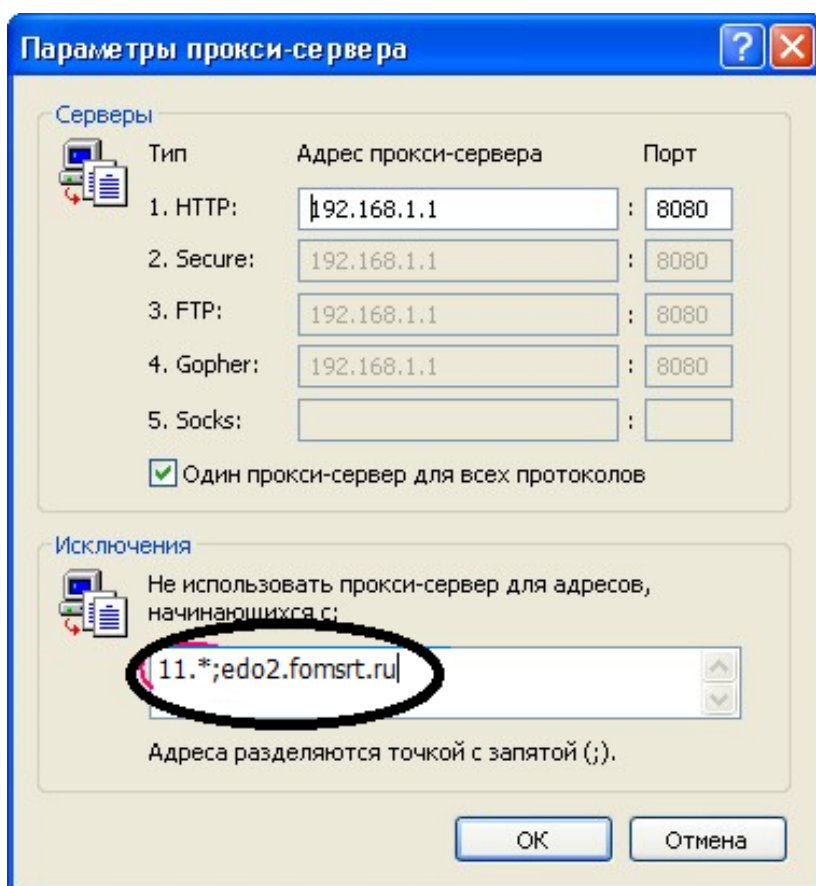 Параметры прокси-сервера
Серверы
Тип Адрес прокси-сервера Порт
1. HTTP: 192.168.1.1 : 8080
2. Secure: 192.168.1.1 : 8080
3. FTP: 192.168.1.1 : 8080
4. Gopher: 192.168.1.1 : 8080
5. Socks: :
Один прокси-сервер для всех протоколов
Исключения
Не использовать прокси-сервер для адресов,
начинающихся с:
11.*;edo2.fomsrt.ru
Адреса разделяются точкой с запятой (;).
ОК Отмена